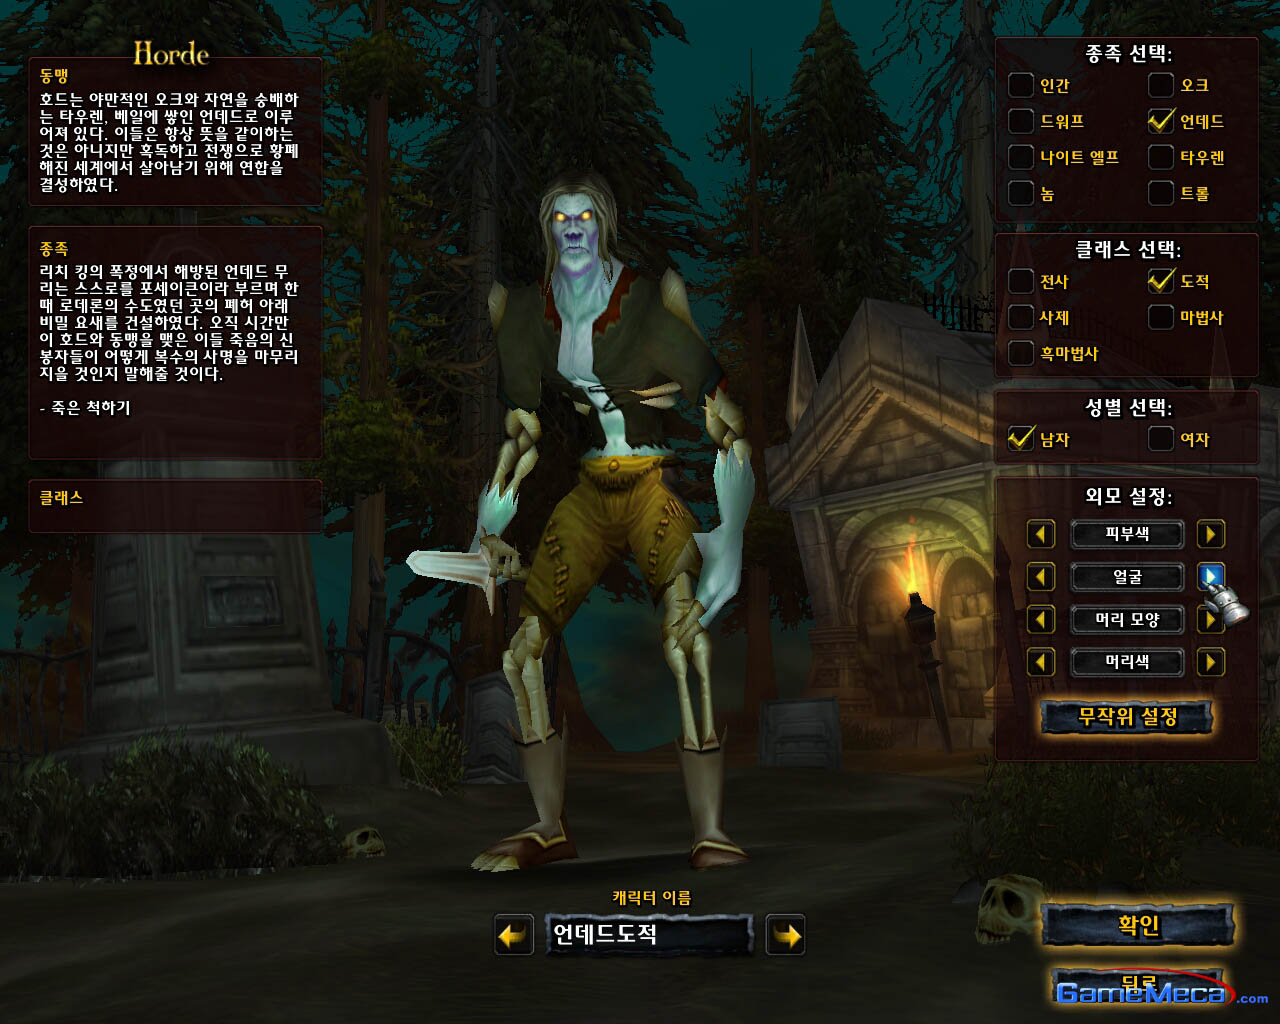 Horde
동맹
호드는 야만적인 오크와 자연을 숭배하
는 타우렌, 베일에 쌓인 언데드로 이루
어져 있다. 이들은 항상 뜻을 같이하는
것은 아니지만 혹독하고 전쟁으로 황폐
해진 세계에서 살아남기 위해 연합을
결성하였다.
종족
리치 킹의 폭정에서 해방된 언데드 무
리는 스스로를 포세이큰이라 부르며 한
때 로데론의 수도였던 곳의 폐허 아래
비밀 요새를 건설하였다. 오직 시간만
이 호드와 동맹을 맺은 이들 죽음의 신
봉자들이 어떻게 복수의 사명을 마무리
지을 것인지 말해줄 것이다.
- 죽은 척하기
클래스
종족 선택:
인간 오크
드워프 언데드
나이트 엘프 타우렌
놈 트롤
클래스 선택:
전사 도적
사제 마법사
흑마법사
성별 선택:
남자 여자
외모 설정:
피부색
얼굴
머리 모양
머리색
무작위 설정
캐릭터 이름
언데드도적
확인
뒤로
GameMeca.com